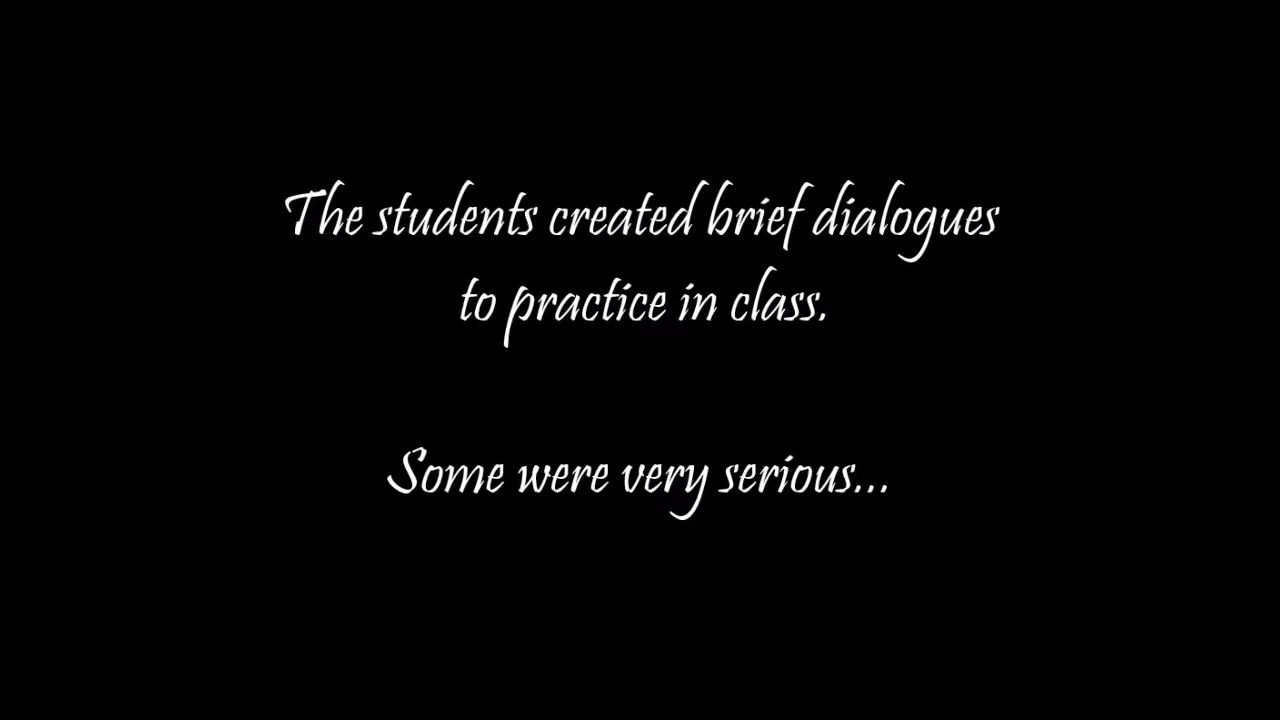 The students created brief dialogues
to practice in class.
Some were very serious...